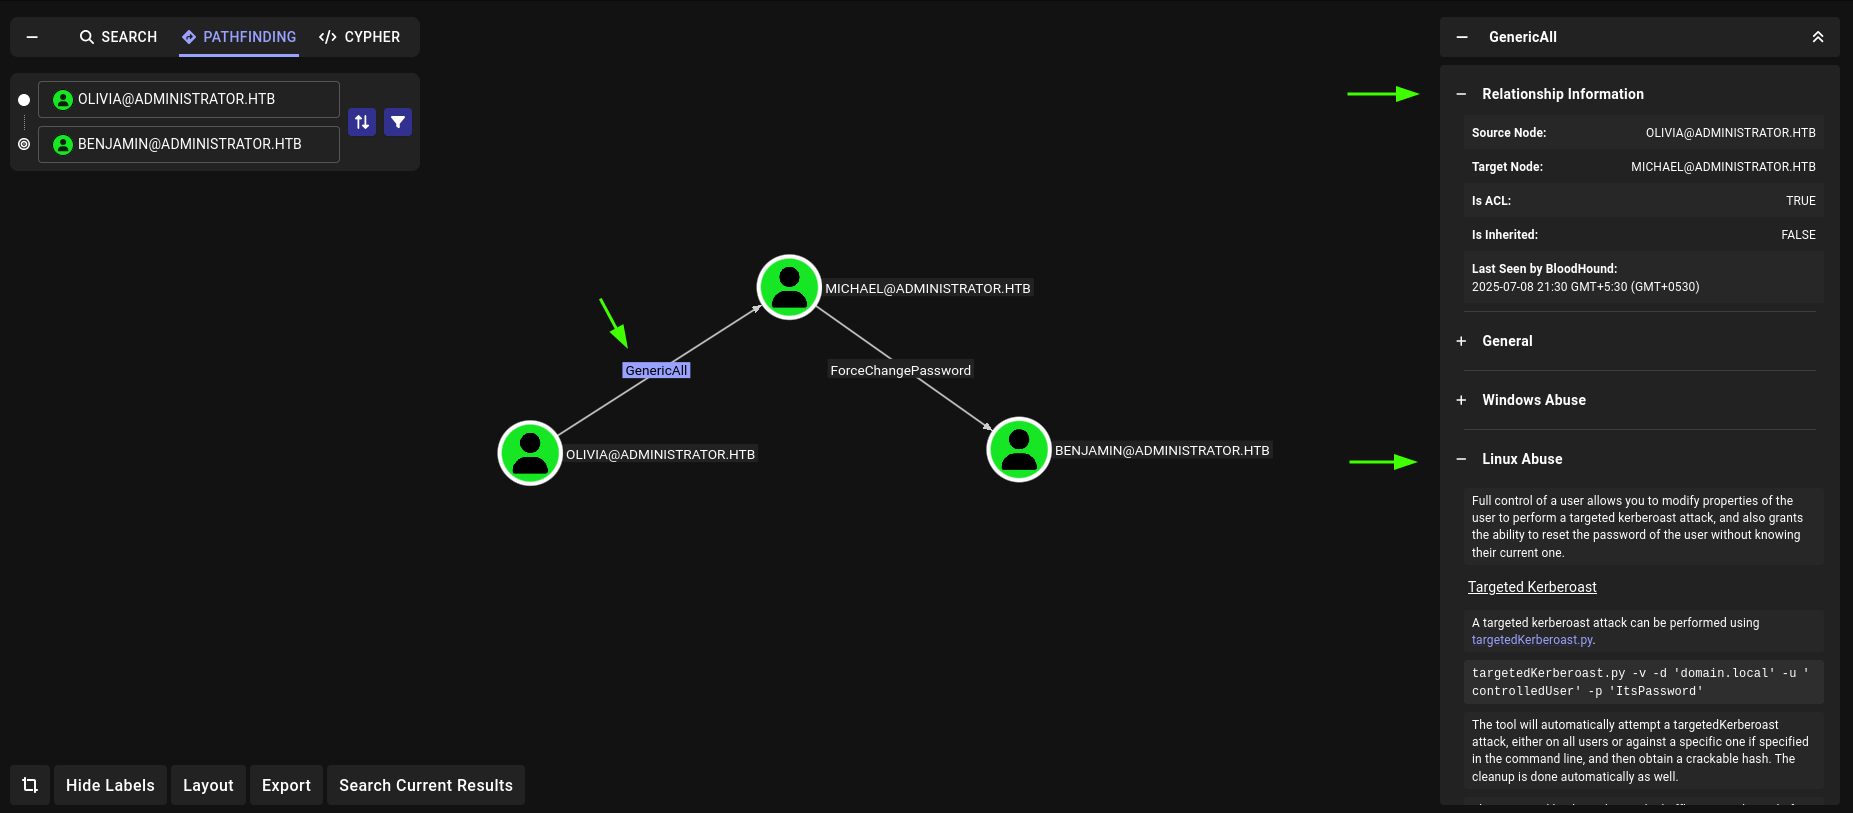 SEARCH
PATHFINDING
CYPHER
OLIVIA@ADMINISTRATOR.HTB
BENJAMIN@ADMINISTRATOR.HTB
MICHAEL@ADMINISTRATOR.HTB
GenericAll
ForceChangePassword
OLIVIA@ADMINISTRATOR.HTB
BENJAMIN@ADMINISTRATOR.HTB
Hide Labels
Layout
Export
Search Current Results
GenericAll
Relationship Information
Source Node: OLIVIA@ADMINISTRATOR.HTB
Target Node: MICHAEL@ADMINISTRATOR.HTB
Is ACL: TRUE
Is Inherited: FALSE
Last Seen by BloodHound:
2025-07-08 21:30 GMT+5:30 (GMT+0530)
General
Windows Abuse
Linux Abuse
Full control of a user allows you to modify properties of the
user to perform a targeted kerberoast attack, and also grants
the ability to reset the password of the user without knowing
their current one.
Targeted Kerberoast
A targeted kerberoast attack can be performed using
targetedKerberoast.py.
targetedKerberoast.py -v -d 'domain.local' -u '
controlledUser' -p 'ItsPassword'
The tool will automatically attempt a targetedKerberoast
attack, either on all users or against a specific one if specified
in the command line, and then obtain a crackable hash. The
cleanup is done automatically as well.